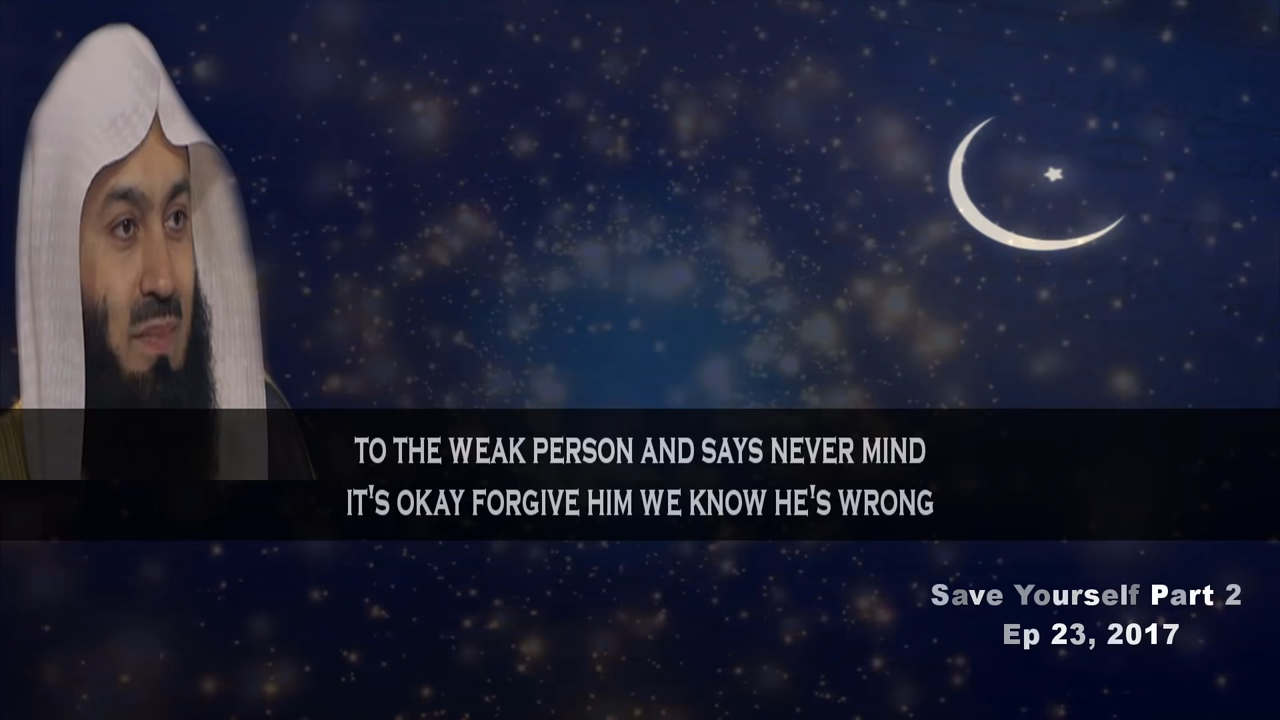 TO THE WEAK PERSON AND SAYS NEVER MIND
IT'S OKAY FORGIVE HIM WE KNOW HE'S WRONG
Save Yourself Part 2
Ep 23, 2017